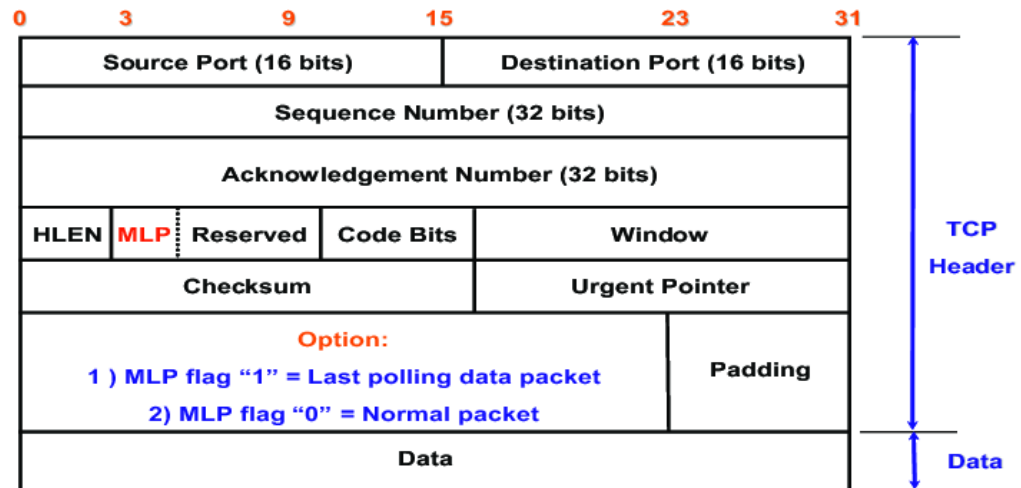 0 3 9 15 23 31
Source Port (16 bits) Destination Port (16 bits)
Sequence Number (32 bits)
Acknowledgement Number (32 bits)
HLEN MLP Reserved Code Bits Window
Checksum Urgent Pointer
Option:
1 ) MLP flag “1” = Last polling data packet
2) MLP flag “0” = Normal packet
Padding
Data
TCP
Header
Data